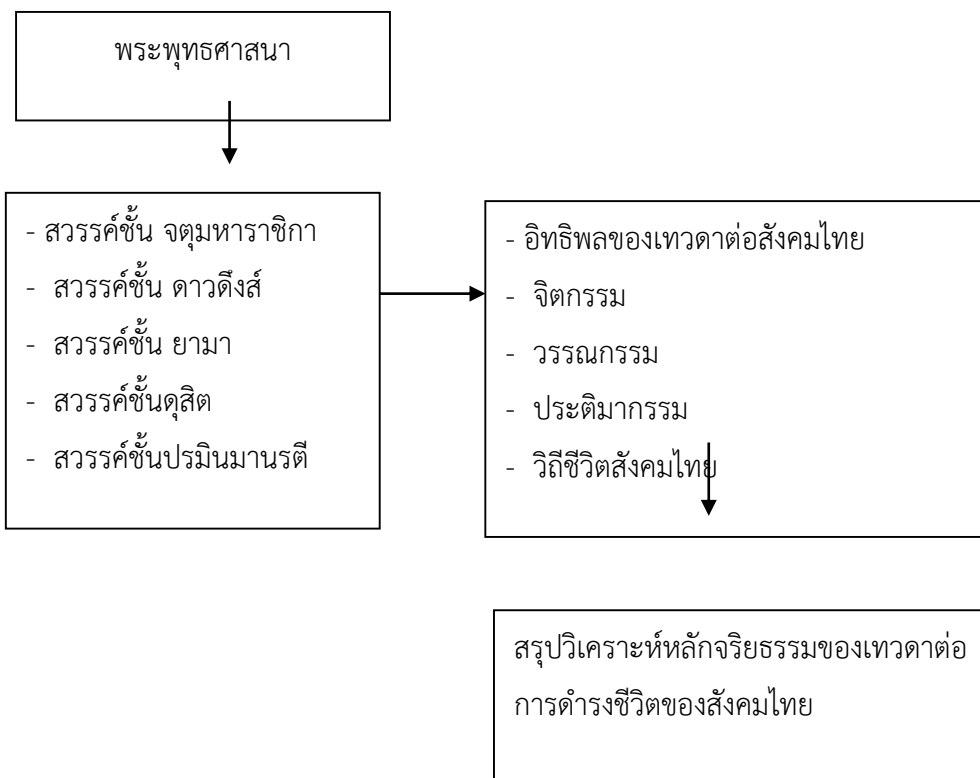 พระพุทธศาสนา
- สวรรค์ชั้น จตุมหาราชิกา
- สวรรค์ชั้น ดาวดึงส์
- สวรรค์ชั้น ยามา
- สวรรค์ชั้นดุสิต
- สวรรค์ชั้นปรมินมานรตี
- อิทธิพลของเทวดาต่อสังคมไทย
- จิตกรรม
- วรรณกรรม
- ประติมากรรม
- วิถีชีวิตสังคมไทย
สรุปวิเคราะห์หลักจริยธรรมของเทวดาต่อ
การดำรงชีวิตของสังคมไทย